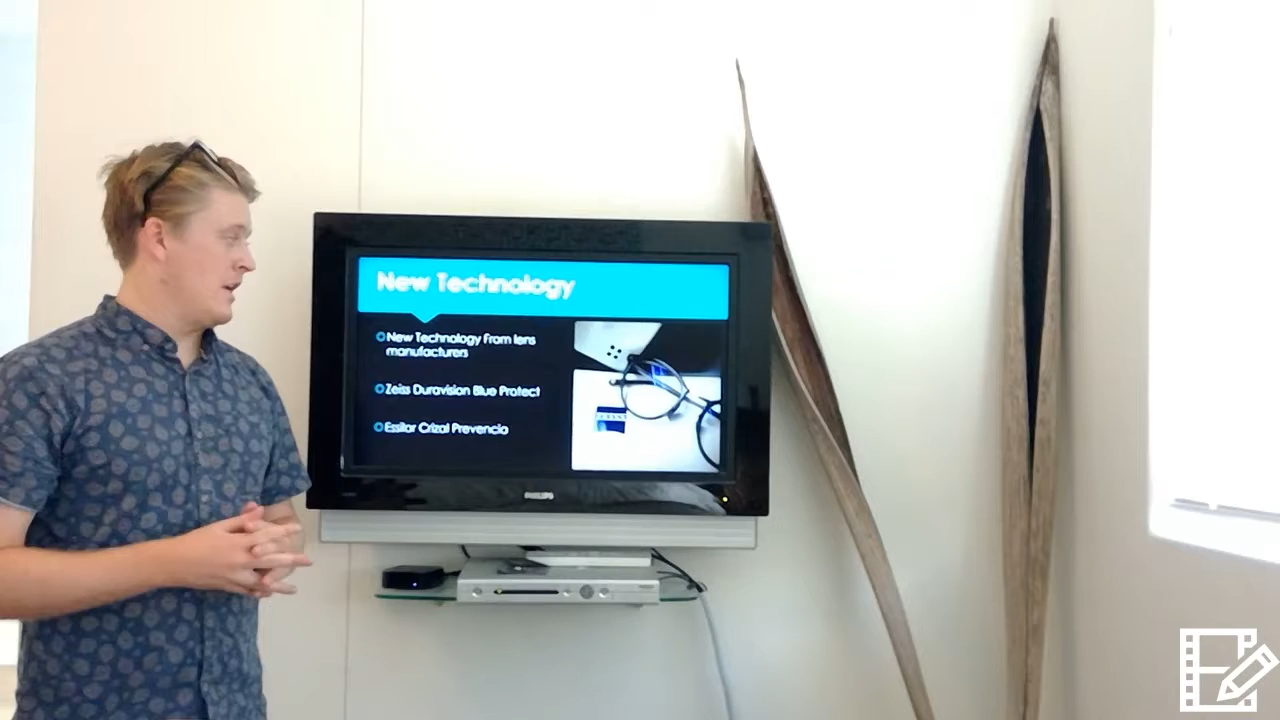 New Technology
New Technology From lens
manufacturers
Zeiss Duravision Blue Protect
Essilor Crizal Prevencia
PHILIPS